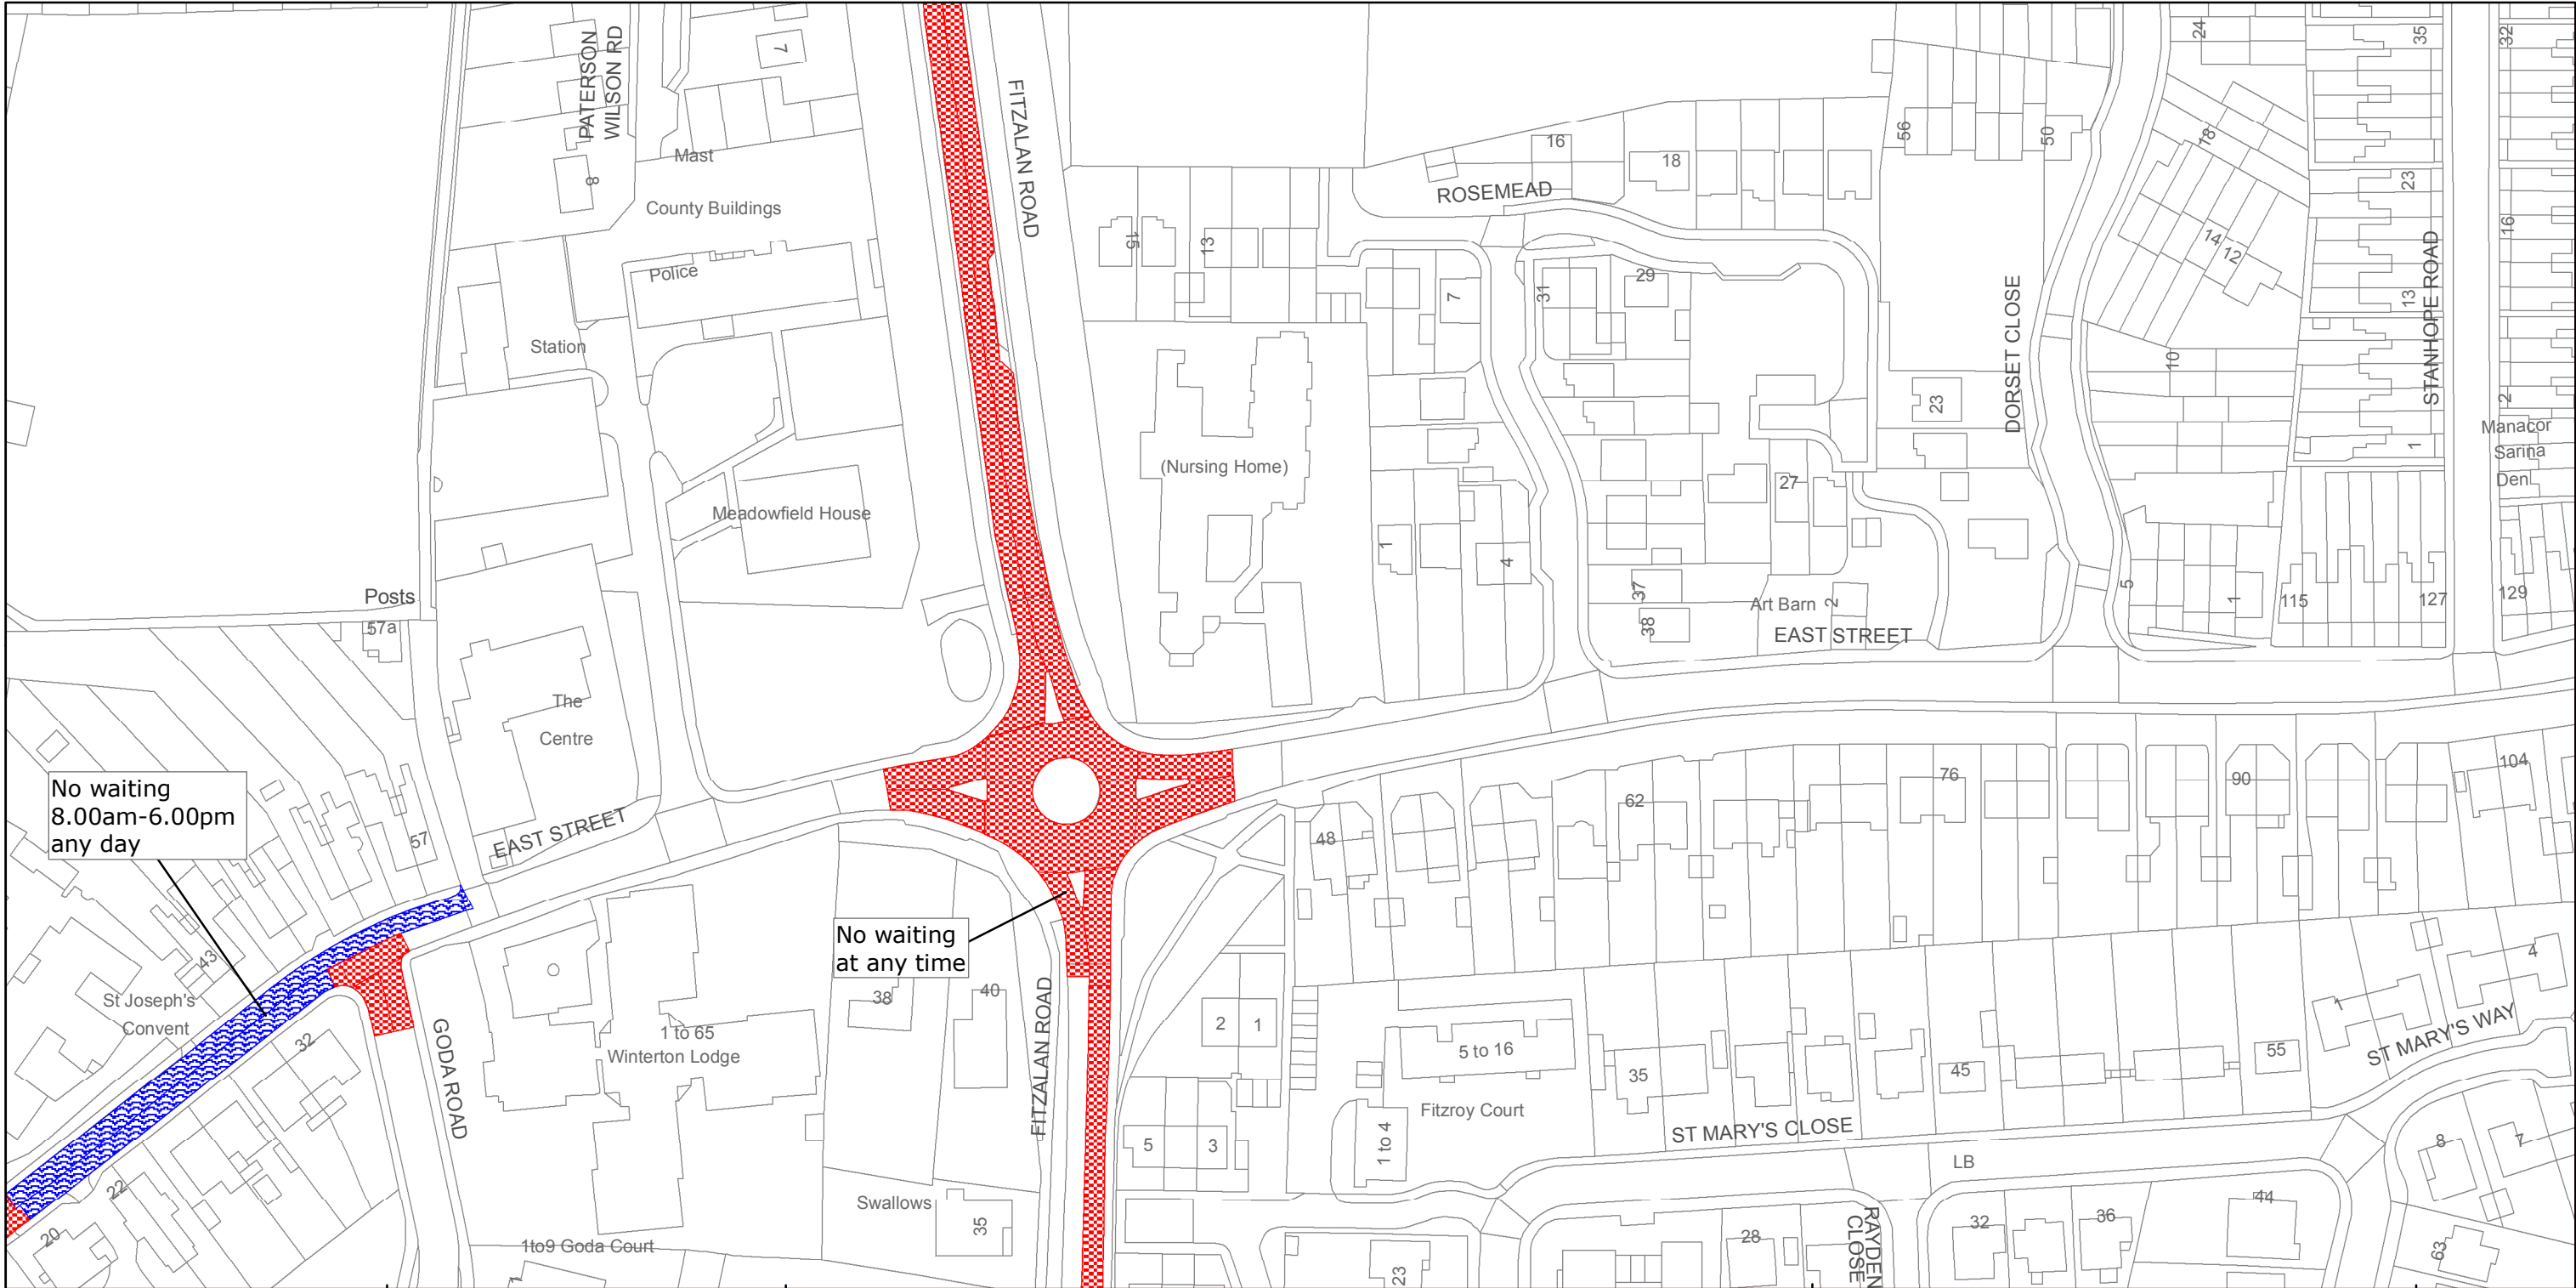 PATERSON
WILSON RD
7
Mast
8
County Buildings
Police
Station
FITZALAN ROAD
15
13
ROSEMEAD
16
18
7
31
29
56
50
24
18
14
12
35
32
23
16
13
STANHOPE ROAD
DORSET CLOSE
10
2
1
Manacor
Sarina
Den
23
27
(Nursing Home)
Meadowfield House
1
4
37
38
Art Barn
2
EAST STREET
5
1
115
127
129
Posts
57a
The
Centre
No waiting
8.00am-6.00pm
any day
57
EAST STREET
48
62
76
90
104
43
St Joseph's
Convent
32
22
20
GODA ROAD
1 to 65
Winterton Lodge
No waiting
at any time
38
40
FITZALAN ROAD
2
1
5
3
Swallows
35
1to9 Goda Court
1
5 to 16
Fitzroy Court
1 to 4
35
45
55
1
4
ST MARY'S WAY
ST MARY'S CLOSE
LB
8
7
23
28
RAYDEN
CLOSE
32
36
44
63